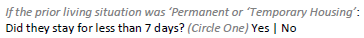 If the prior living situation was ‘Permanent or ‘Temporary Housing’:
Did they stay for less than 7 days? (Circle One) Yes | No